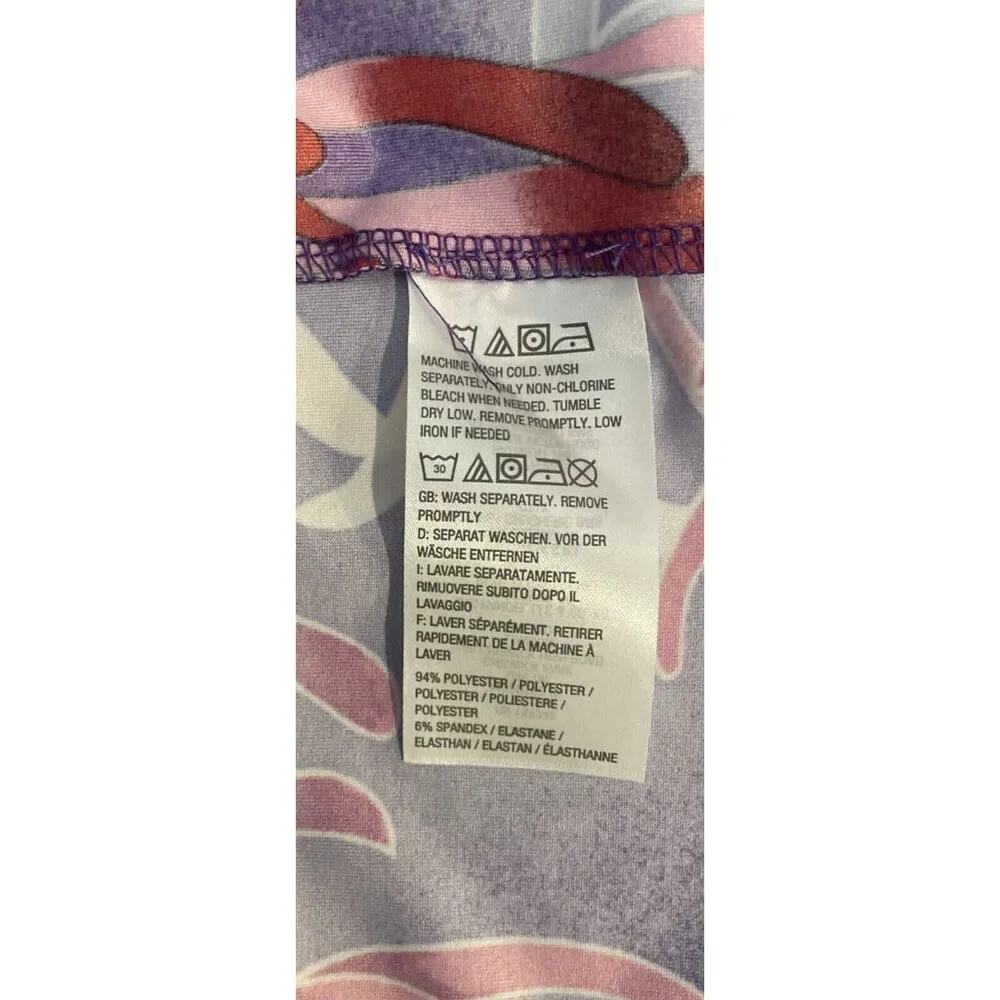 MACHINE WASH COLD. WASH
SEPARATELY. ONLY NON-CHLORINE
BLEACH WHEN NEEDED. TUMBLE
DRY LOW. REMOVE PROMPTLY. LOW
IRON IF NEEDED
30
GB: WASH SEPARATELY. REMOVE
PROMPTLY
D: SEPARAT WASCHEN. VOR DER
WÄSCHE ENTFERNEN
I: LAVARE SEPARATAMENTE.
RIMUOVERE SUBITO DOPO IL
LAVAGGIO
F: LAVER SÉPARÉMENT. RETIRER
RAPIDEMENT DE LA MACHINE À
LAVER
94% POLYESTER / POLYESTER /
POLYESTER / POLIESTERE /
POLYESTER
6% SPANDEX / ELASTANE /
ELASTHAN / ELASTAN / ÉLASTHANNE